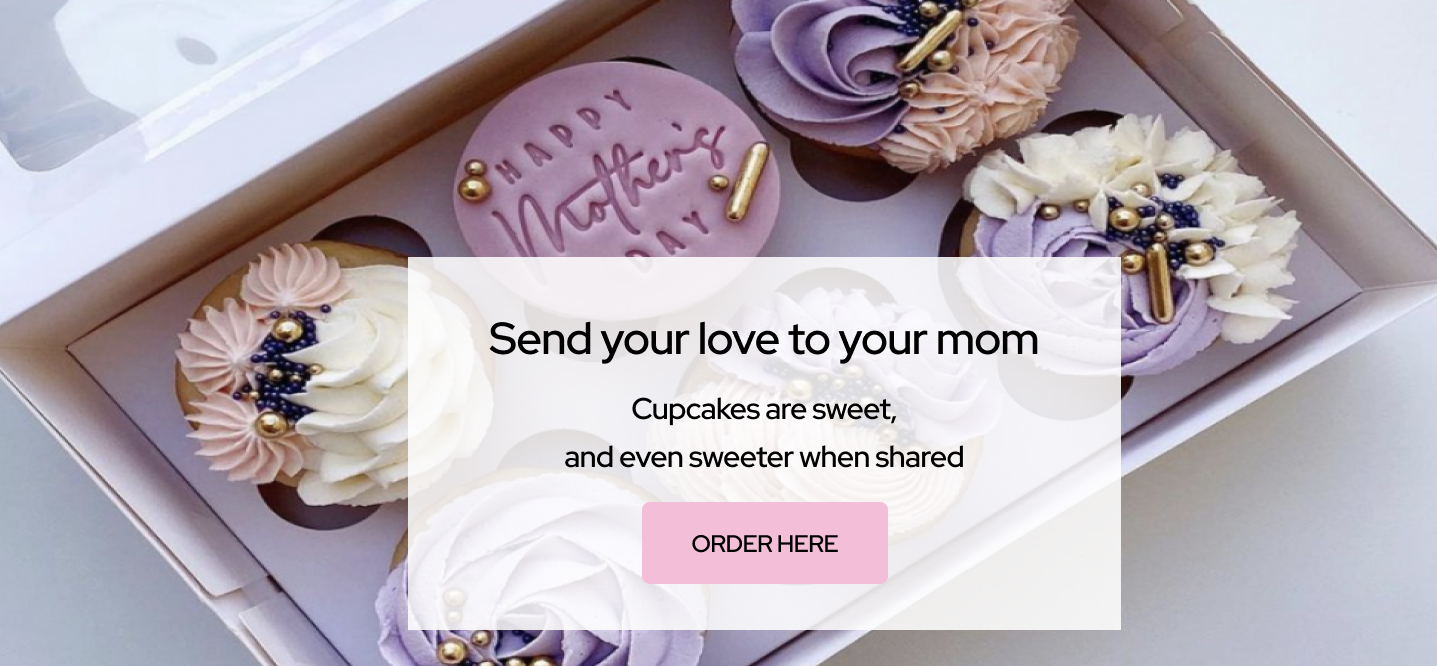 HAPPY
Mother's
DAY
Send your love to your mom
Cupcakes are sweet,
and even sweeter when shared
ORDER HERE